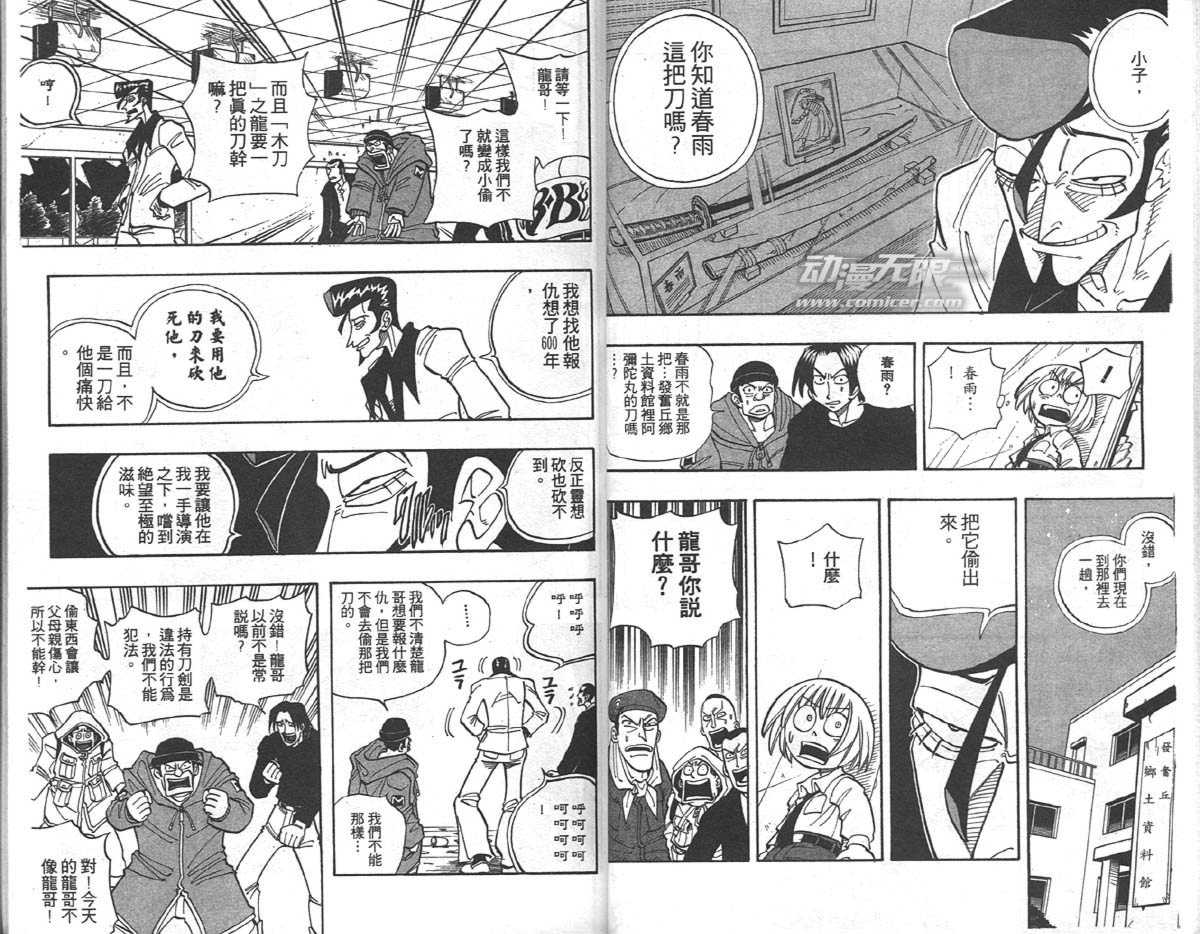 小子，
你知道春雨
這把刀嗎？
春雨
动漫无限
www.comicer.com
！
春雨…
！
春雨？
春雨不就是那
把…發奮丘鄉
土資料館裡阿
彌陀丸的刀嗎
…？
沒錯，
你們現在
到那裡去
一趟，
發奮丘
鄉土資料館
把它偷出
來。
什麼
！
龍哥你說
什麼？
請等一下！
龍哥！
這樣我們不
就變成小偷
了嗎？
B·B
而且「木刀
」之龍要一
把真的刀幹
嘛？
哼！
我想找他報
仇想了600年
，
我要用他
的刀來砍
死他，
而且，不
是一刀給
他個痛快
。
反正靈想
砍也砍不
到。
我要讓他在
我一手導演
之下，嚐到
絕望至極的
滋味。
呼呼呼
呼！
……
ユラ
ユラ
我們不清楚龍
哥想要報什麼
仇，但是我們
不會去偷那把
刀的。
呼呵呵呵
呵呵呵呵
！
我們不能
那樣…
沒錯！龍哥
以前不是常
說嗎？
持有刀劍是
違法的行為
，我們不能
犯法。
偷東西會讓
父母親傷心，
所以不能幹！
對！今天
的龍哥不
像龍哥！